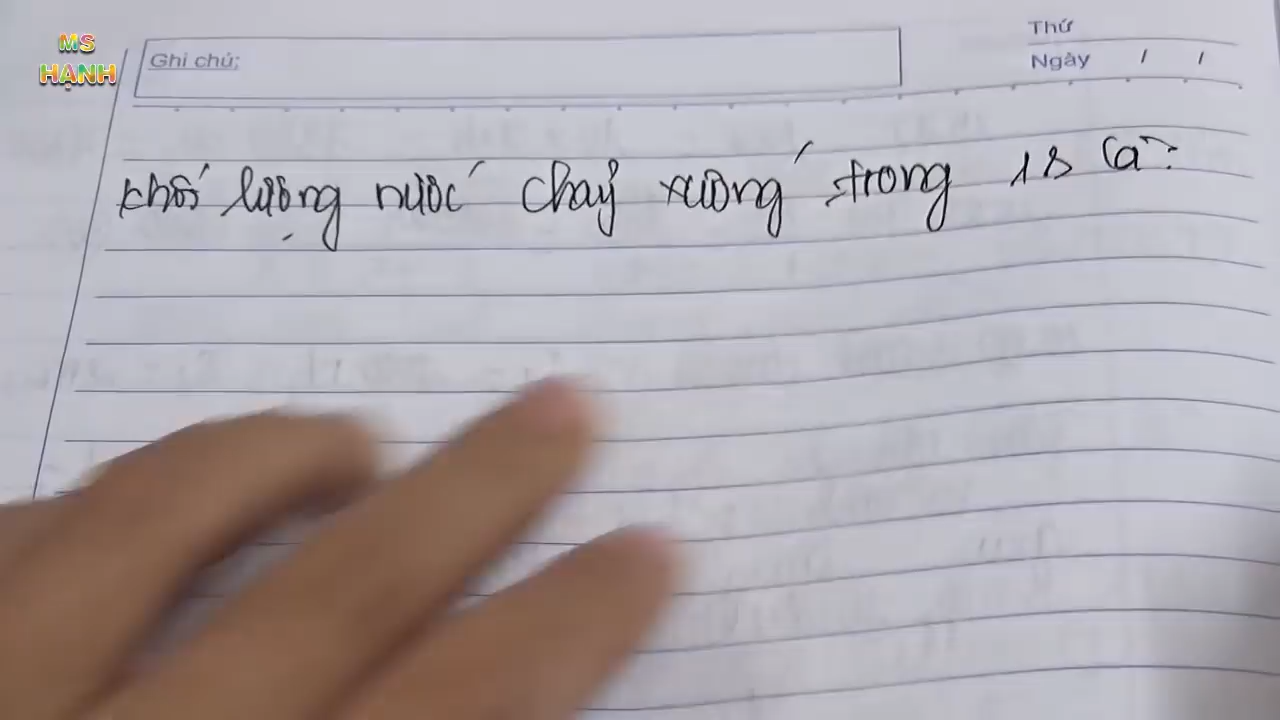 MS
HẠNH
Ghi chú:
Thứ
Ngày / /
khối lượng nước chảy xuống trong 1s là: